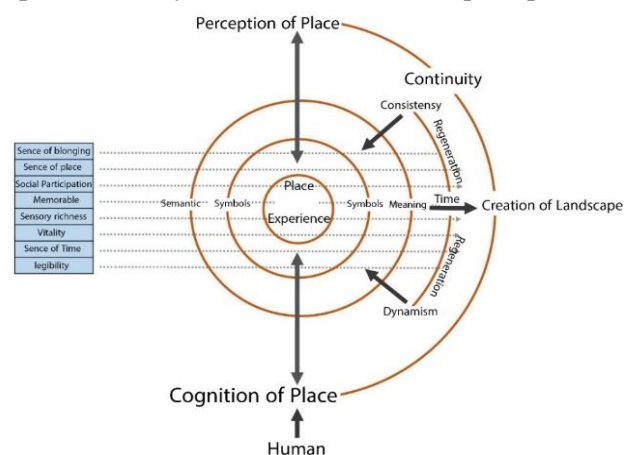 Perception of Place
Continuity
Consistensy
Regeneration
Sence of blonging
Sence of place
Social Participation
Memorable
Sensory richness
Vitality
Sence of Time
legibility
Place
Experience
Semantic
Symbols
Symbols
Meaning
Time
Creation of Landscape
Regeneration
Dynamism
Cognition of Place
Human